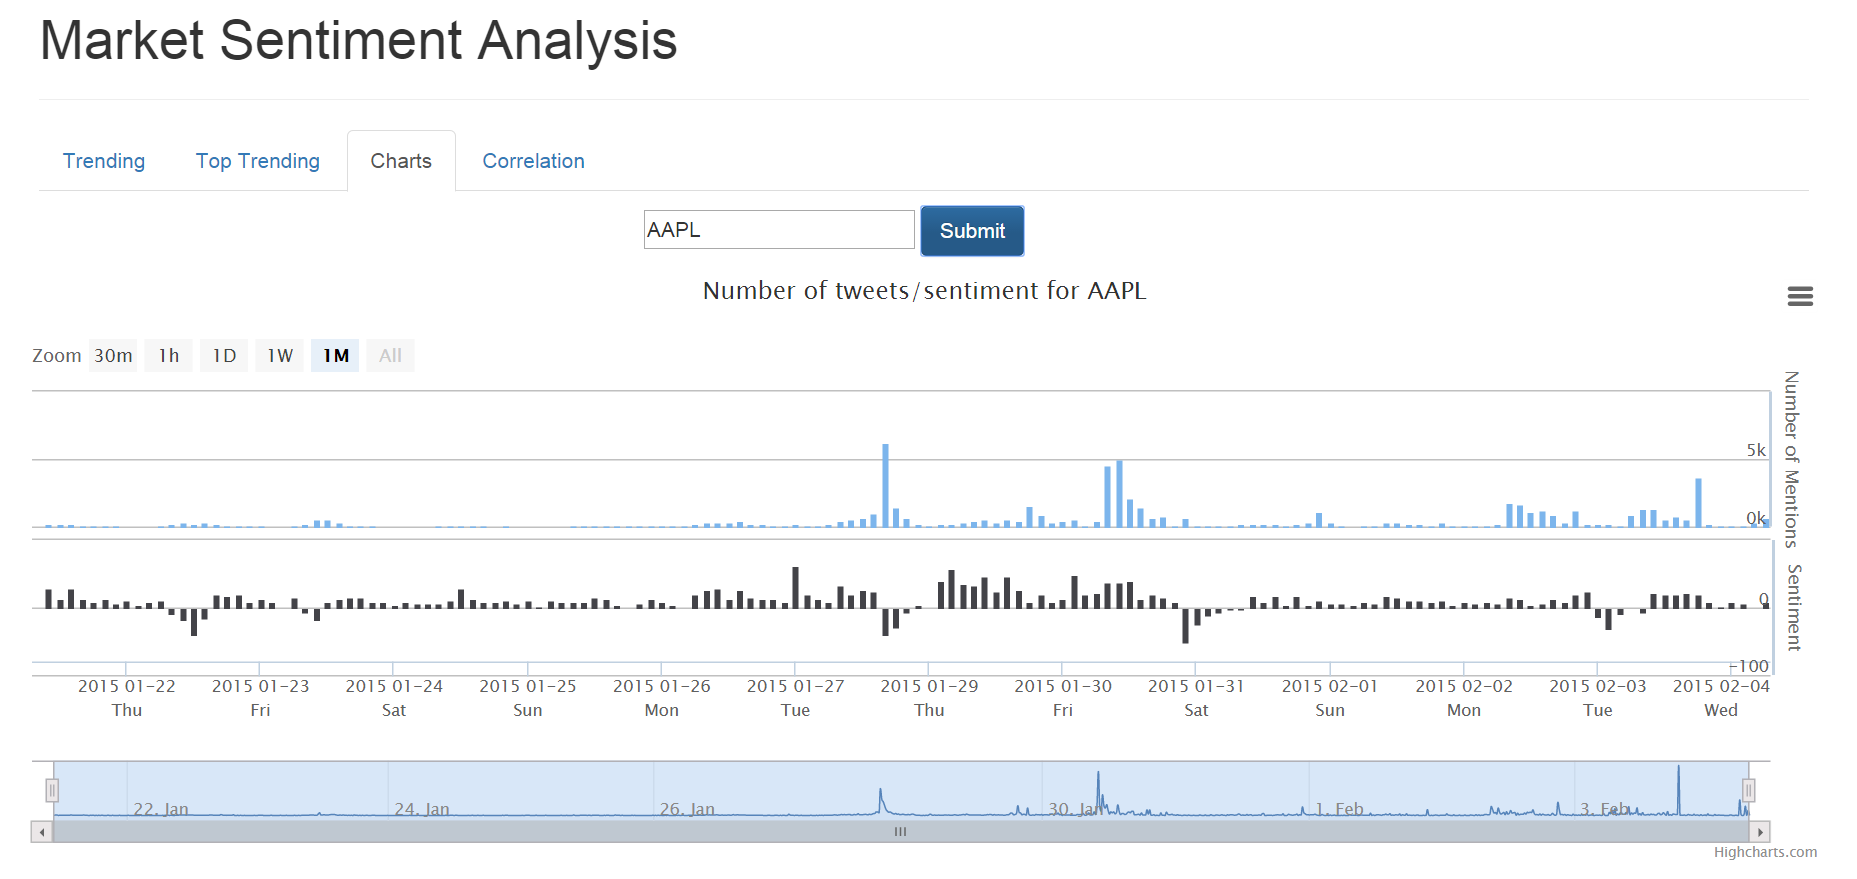 Market Sentiment Analysis
Trending Top Trending Charts Correlation
AAPL Submit
Number of tweets/sentiment for AAPL
Zoom 30m 1h 1D 1W 1M All
Number of Mentions
5k
0k
Sentiment
0
-100
2015 01-22 2015 01-23 2015 01-24 2015 01-25 2015 01-26 2015 01-27 2015 01-29 2015 01-30 2015 01-31 2015 02-01 2015 02-02 2015 02-03 2015 02-04
Thu Fri Sat Sun Mon Tue Thu Fri Sat Sun Mon Tue Wed
22. Jan 24. Jan 26. Jan 30. Jan 1. Feb 3. Feb
Highcharts.com